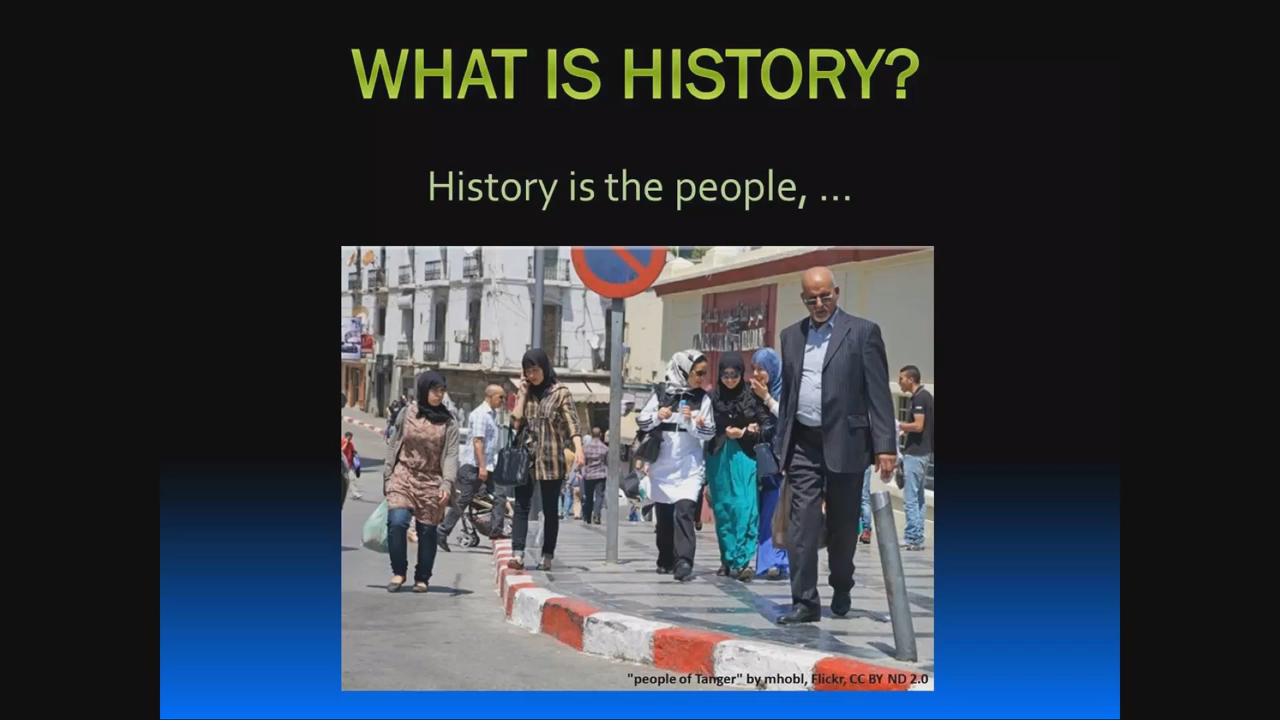 WHAT IS HISTORY?
History is the people, ...
"people of Tanger" by mhobl, Flickr, CC BY ND 2.0